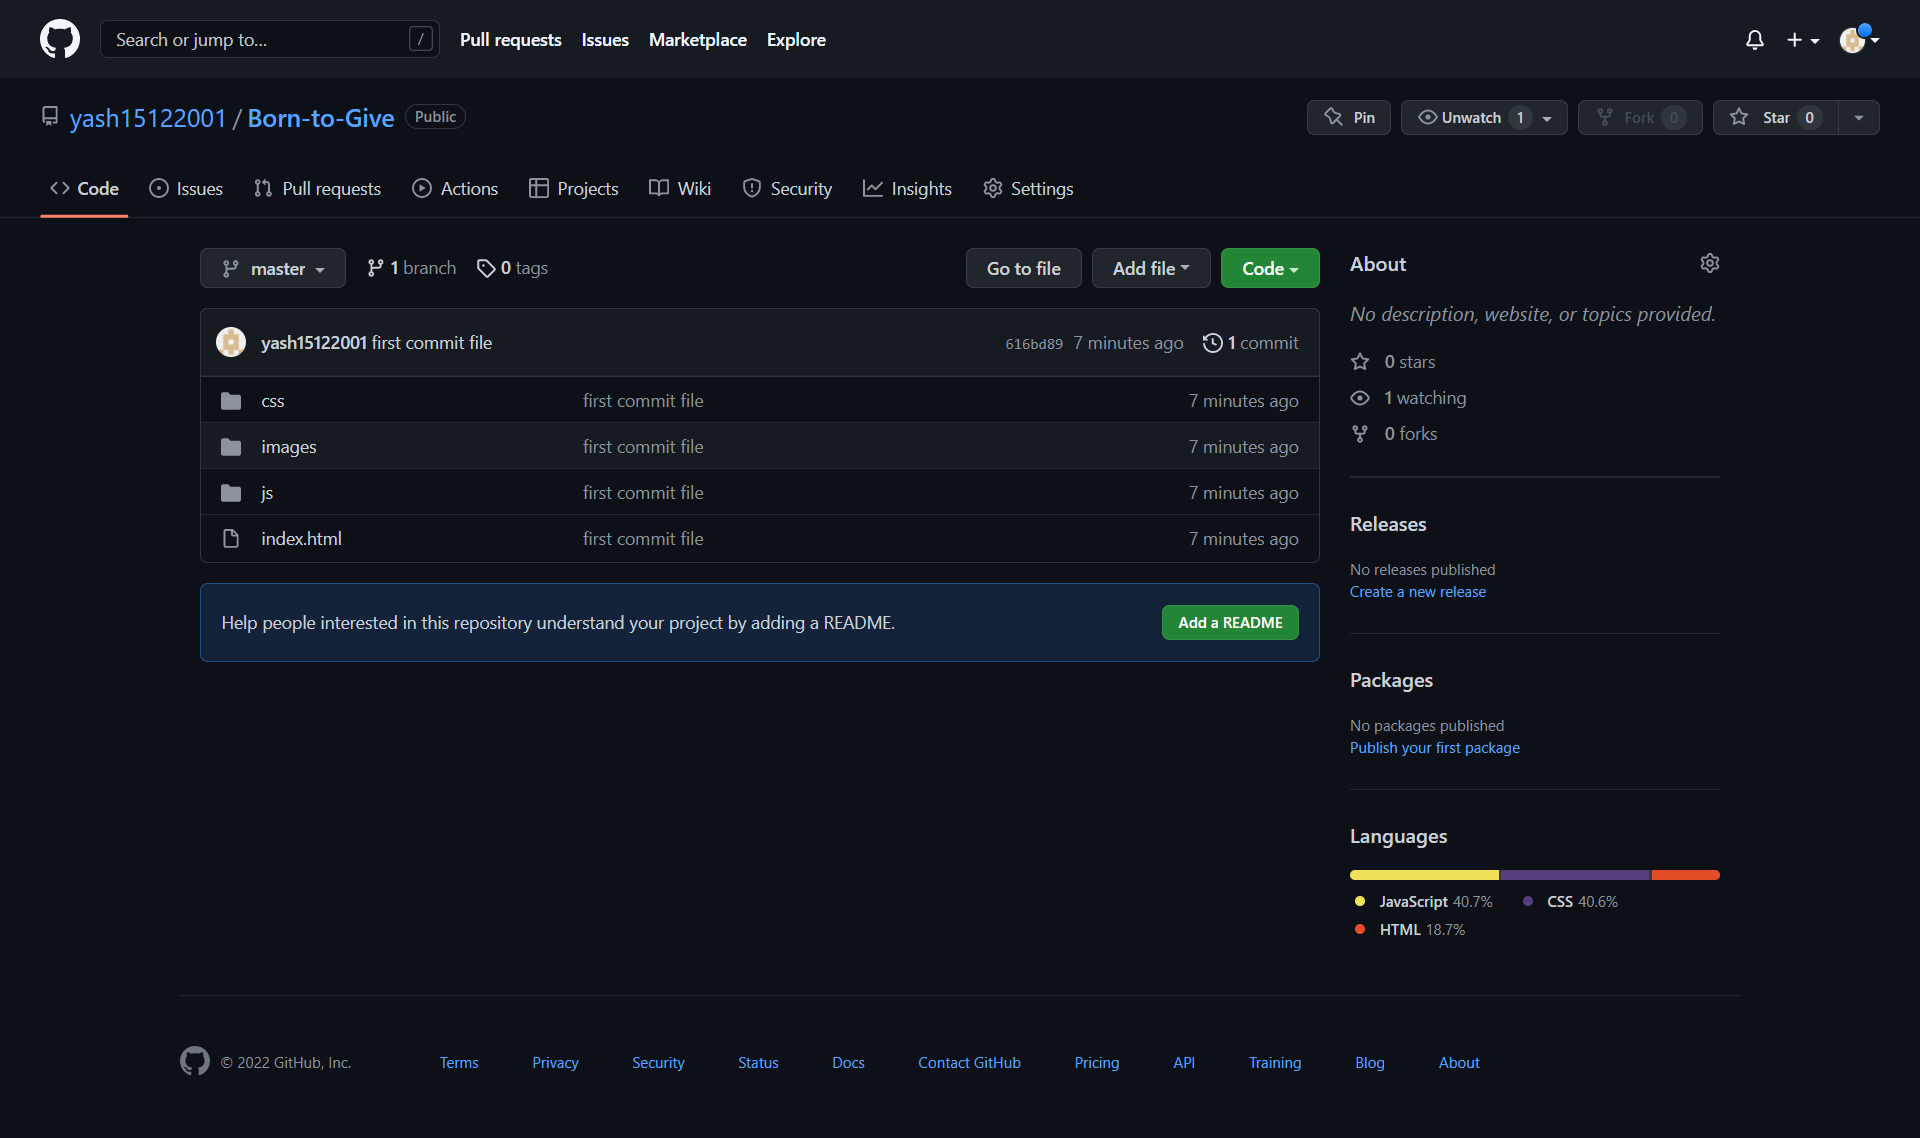 Search or jump to... /
Pull requests Issues Marketplace Explore
yash15122001 / Born-to-Give Public
Pin Unwatch 1 Fork 0 Star 0
Code Issues Pull requests Actions Projects Wiki Security Insights Settings
master 1 branch 0 tags Go to file Add file Code
yash15122001 first commit file 616bd89 7 minutes ago 1 commit
css first commit file 7 minutes ago
images first commit file 7 minutes ago
js first commit file 7 minutes ago
index.html first commit file 7 minutes ago
Help people interested in this repository understand your project by adding a README. Add a README
About
No description, website, or topics provided.
0 stars
1 watching
0 forks
Releases
No releases published
Create a new release
Packages
No packages published
Publish your first package
Languages
JavaScript 40.7% CSS 40.6%
HTML 18.7%
© 2022 GitHub, Inc. Terms Privacy Security Status Docs Contact GitHub Pricing API Training Blog About